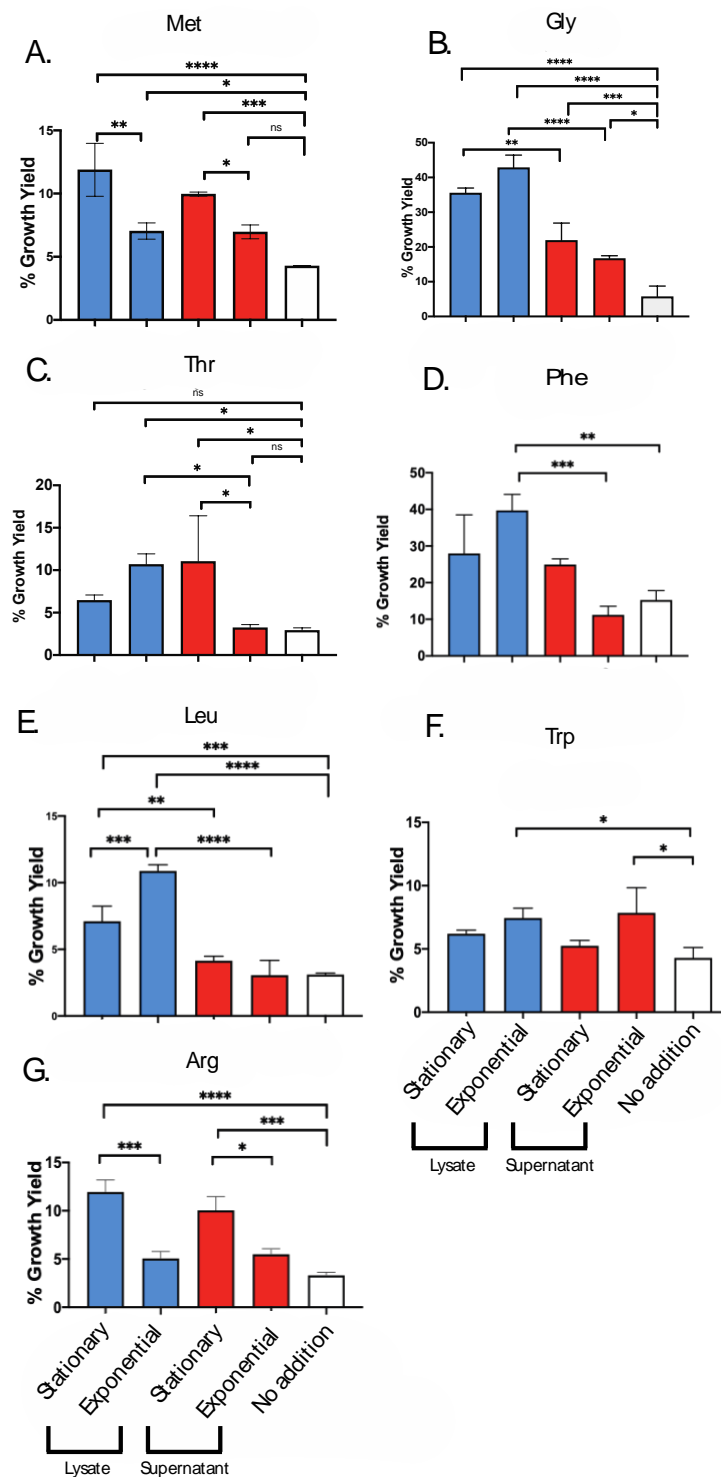 A.
Met
****
*
***
ns
**
*
% Growth Yield
15
10
5
0
B.
Gly
****
****
***
****
*
**
% Growth Yield
50
40
30
20
10
0
C.
Thr
ns
*
*
ns
*
*
% Growth Yield
20
15
10
5
0
D.
Phe
**
***
% Growth Yield
50
40
30
20
10
0
E.
Leu
***
****
**
***
****
% Growth Yield
15
10
5
0
F.
Trp
*
*
% Growth Yield
15
10
5
0
Stationary
Exponential
Stationary
Exponential
No addition
Lysate
Supernatant
G.
Arg
****
***
***
*
% Growth Yield
15
10
5
0
Stationary
Exponential
Stationary
Exponential
No addition
Lysate
Supernatant